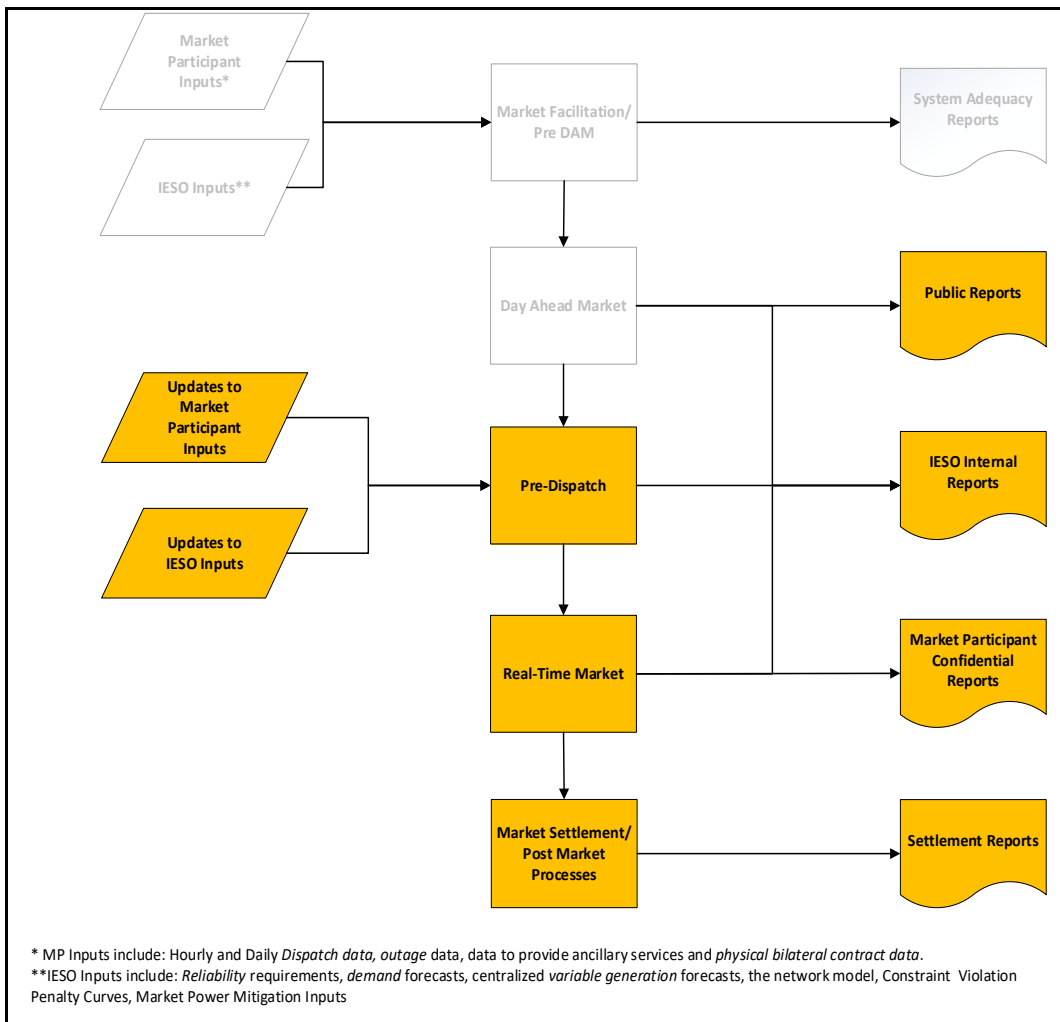 Market
Participant
Inputs*
Market Facilitation/
Pre DAM
System Adequacy
Reports
IESO Inputs**
Day Ahead Market
Public Reports
Updates to
Market
Participant
Inputs
Pre-Dispatch
IESO Internal
Reports
Updates to
IESO Inputs
Real-Time Market
Market Participant
Confidential
Reports
Market Settlement/
Post Market
Processes
Settlement Reports
* MP Inputs include: Hourly and Daily Dispatch data, outage data, data to provide ancillary services and physical bilateral contract data.
**IESO Inputs include: Reliability requirements, demand forecasts, centralized variable generation forecasts, the network model, Constraint Violation
Penalty Curves, Market Power Mitigation Inputs